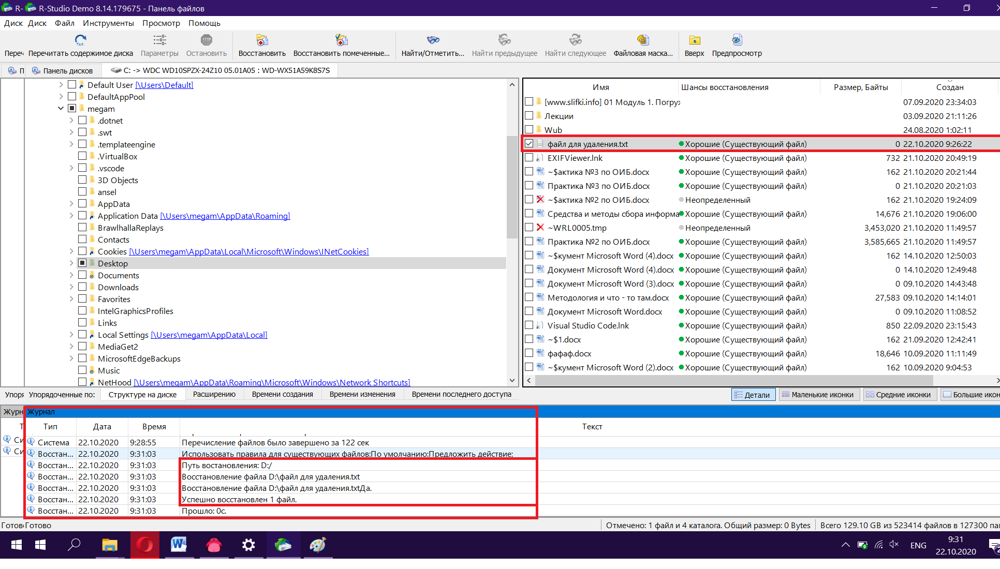 R- R-Studio Demo 8.14.179675 - Панель файлов
Диск Диск Файл Инструменты Просмотр Помощь
Переч Перечитать содержимое диска Параметры Остановить Восстановить Восстановить помеченные... Найти/Отметить... Найти предыдущее Найти следующее Файловая маска... Вверх Предпросмотр
STOP
П Панель дисков C: -> WDC WD10SPZX-24Z10 05.01A05 : WD-WX51A59K8S7S
Default User [\Users\Default]
DefaultAppPool
megam
.dotnet
.swt
.templateengine
.VirtualBox
.vscode
3D Objects
ansel
AppData
Application Data [\Users\megam\AppData\Roaming]
BrawlhallaReplays
Contacts
Cookies [\Users\megam\AppData\Local\Microsoft\Windows\INetCookies]
Desktop
Documents
Downloads
Favorites
IntelGraphicsProfiles
Links
Local Settings [\Users\megam\AppData\Local]
MediaGet2
MicrosoftEdgeBackups
Music
NetHood [\Users\megam\AppData\Roaming\Microsoft\Windows\Network Shortcuts]
Имя Шансы восстановления Размер, Байты Создан
[www.slifki.info] 01 Модуль 1. Погру 07.09.2020 23:34:03
Лекции 03.09.2020 21:11:26
Wub 24.08.2020 1:02:11
файл для удаления.txt Хорошие (Существующий файл) 0 22.10.2020 9:26:22
EXIFViewer.lnk Хорошие (Существующий файл) 732 21.10.2020 20:49:19
~$актика №3 по ОИБ.docx Хорошие (Существующий файл) 162 21.10.2020 20:21:44
Практика №3 по ОИБ.docx Хорошие (Существующий файл) 0 21.10.2020 20:21:03
~$актика №2 по ОИБ.docx Неопределенный 162 21.10.2020 19:24:09
Средства и методы сбора информа Хорошие (Существующий файл) 14,676 21.10.2020 19:06:00
~WRL0005.tmp Неопределенный 3,453,020 21.10.2020 11:49:57
Практика №2 по ОИБ.docx Хорошие (Существующий файл) 3,585,665 21.10.2020 11:49:57
~$кумент Microsoft Word (4).docx Хорошие (Существующий файл) 162 14.10.2020 12:50:03
Документ Microsoft Word (4).docx Хорошие (Существующий файл) 0 14.10.2020 12:49:48
Документ Microsoft Word (3).docx Хорошие (Существующий файл) 0 09.10.2020 14:43:48
Методология и что - то там.docx Хорошие (Существующий файл) 27,583 09.10.2020 14:14:01
Документ Microsoft Word.docx Хорошие (Существующий файл) 0 09.10.2020 11:08:52
Visual Studio Code.lnk Хорошие (Существующий файл) 850 22.09.2020 23:15:43
~$1.docx Хорошие (Существующий файл) 162 21.09.2020 12:42:41
фафаф.docx Хорошие (Существующий файл) 18,646 10.09.2020 11:11:49
~$кумент Microsoft Word (2).docx Хорошие (Существующий файл) 162 10.09.2020 9:04:53
Упоря Упорядоченные по: Структуре на диске Расширению Времени создания Времени изменения Времени последнего доступа
Детали Маленькие иконки Средние иконки Большие икон
Журн Журнал
Т Тип Дата Время Текст
Си Система 22.10.2020 9:28:55 Перечисление файлов было завершено за 122 сек
Си Восстан... 22.10.2020 9:31:03 Использовать правила для существующих файлов:По умолчанию:Предложить действие;
Восстан... 22.10.2020 9:31:03 Путь востановления: D:/
Восстан... 22.10.2020 9:31:03 Восстановление файла D:\файл для удаления.txt
Восстан... 22.10.2020 9:31:03 Восстановление файла D:\файл для удаления.txtДа.
Восстан... 22.10.2020 9:31:03 Успешно восстановлен 1 файл.
Восстан... 22.10.2020 9:31:03 Прошло: 0с.
Готов Готово Отмечено: 1 файл и 4 каталога. Общий размер: 0 Bytes Всего 129.10 GB из 523414 файлов в 127300 пап
W ENG 9:31
22.10.2020
2